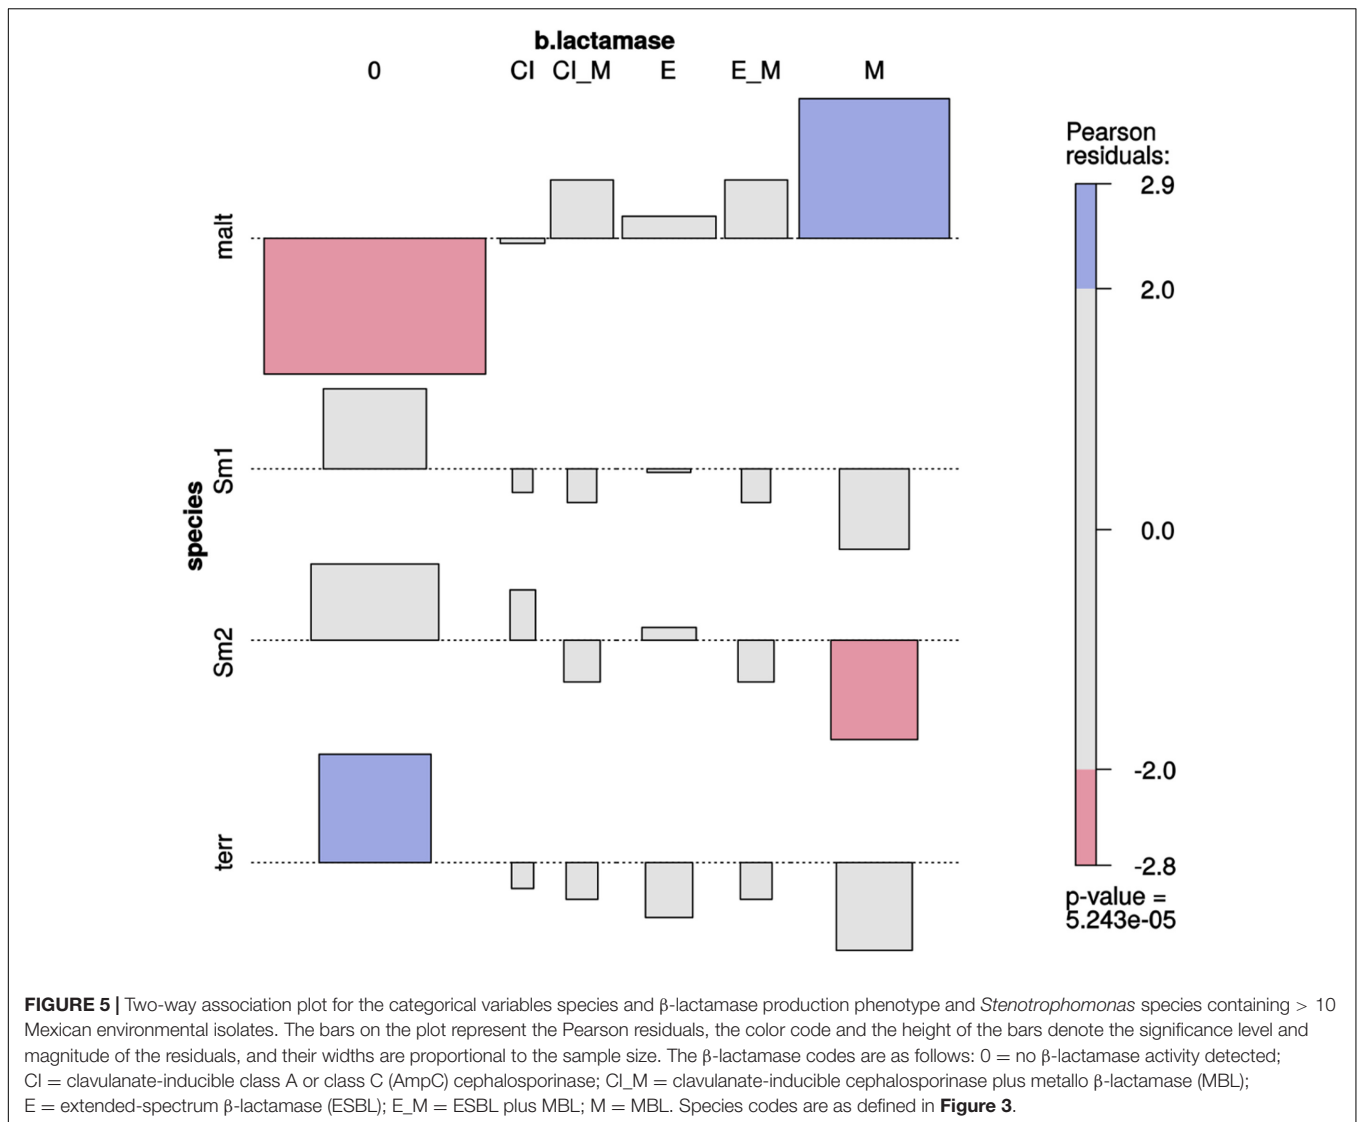 b.lactamase
0 CI CI_M E E_M M
species
malt
Sm1
Sm2
terr
Pearson
residuals:
2.9
2.0
0.0
-2.0
-2.8
p-value =
5.243e-05
FIGURE 5 | Two-way association plot for the categorical variables species and β-lactamase production phenotype and Stenotrophomonas species containing > 10
Mexican environmental isolates. The bars on the plot represent the Pearson residuals, the color code and the height of the bars denote the significance level and
magnitude of the residuals, and their widths are proportional to the sample size. The β-lactamase codes are as follows: 0 = no β-lactamase activity detected;
CI = clavulanate-inducible class A or class C (AmpC) cephalosporinase; CI_M = clavulanate-inducible cephalosporinase plus metallo β-lactamase (MBL);
E = extended-spectrum β-lactamase (ESBL); E_M = ESBL plus MBL; M = MBL. Species codes are as defined in Figure 3.